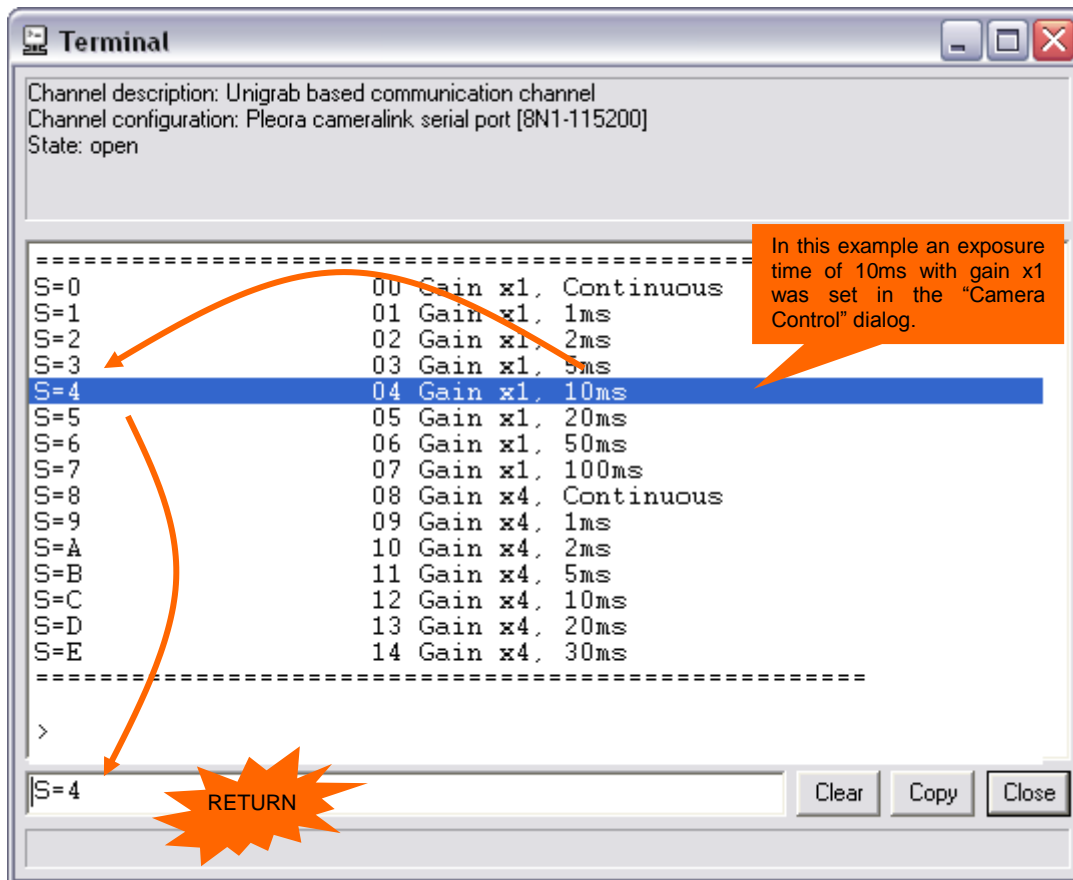 Terminal
Channel description: Unigrab based communication channel
Channel configuration: Pleora cameralink serial port [8N1-115200]
State: open
In this example an exposure
time of 10ms with gain x1
was set in the “Camera
Control” dialog.
====================================================
S=0 00 Gain x1, Continuous
S=1 01 Gain x1, 1ms
S=2 02 Gain x1, 2ms
S=3 03 Gain x1, 5ms
S=4 04 Gain x1, 10ms
S=5 05 Gain x1, 20ms
S=6 06 Gain x1, 50ms
S=7 07 Gain x1, 100ms
S=8 08 Gain x4, Continuous
S=9 09 Gain x4, 1ms
S=A 10 Gain x4, 2ms
S=B 11 Gain x4, 5ms
S=C 12 Gain x4, 10ms
S=D 13 Gain x4, 20ms
S=E 14 Gain x4, 30ms
====================================================
>
S=4
RETURN
Clear Copy Close